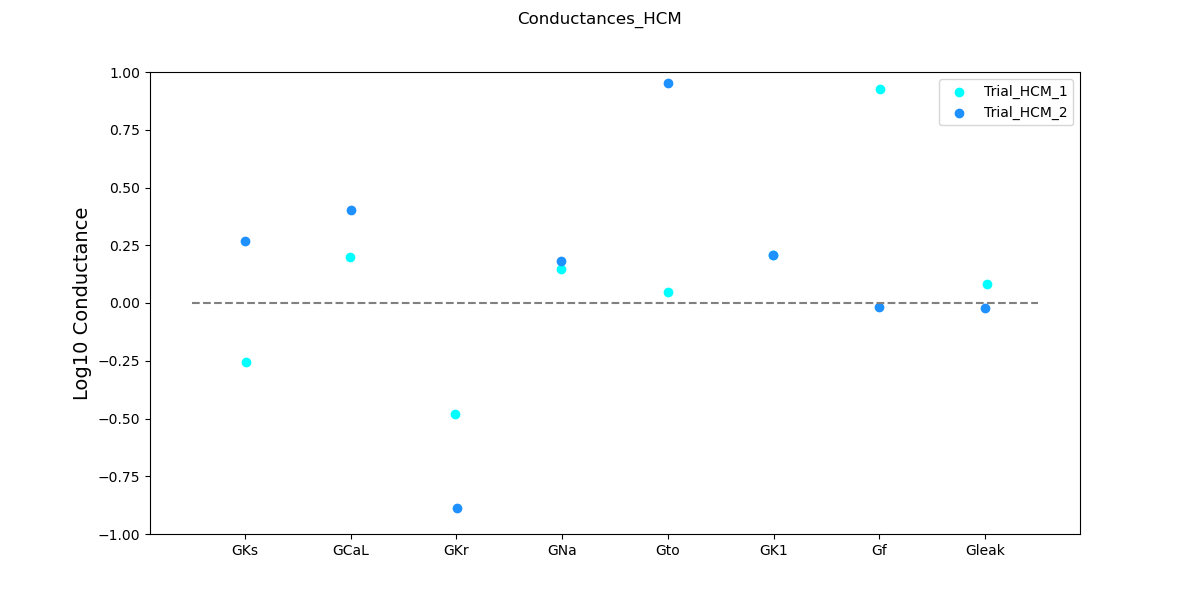 Conductances_HCM
Trial_HCM_1
Trial_HCM_2
Log10 Conductance
1.00
0.75
0.50
0.25
0.00
−0.25
−0.50
−0.75
−1.00
GKs GCaL GKr GNa Gto GK1 Gf Gleak